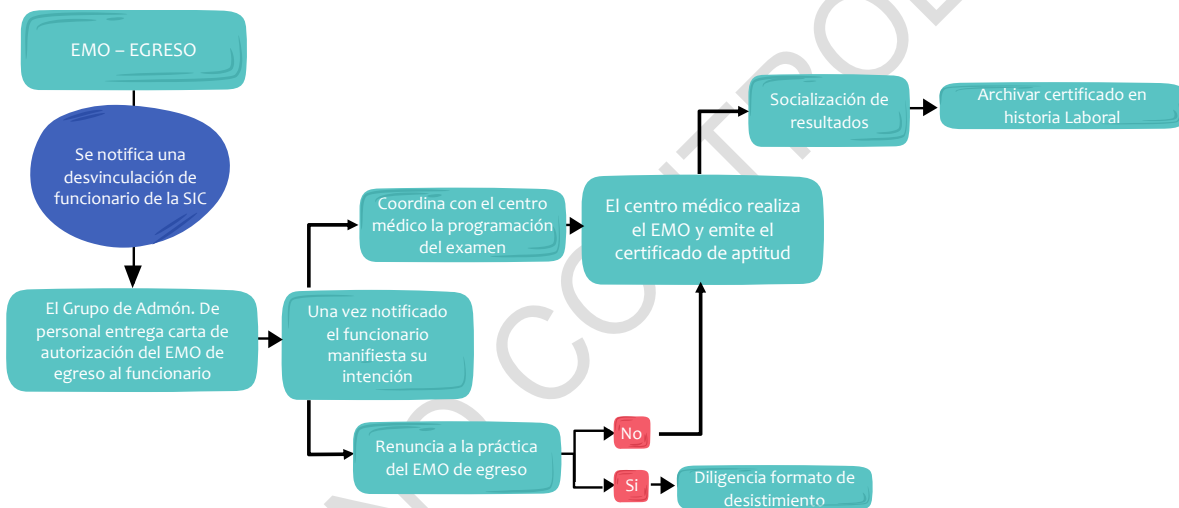 EMO – EGRESO
Se notifica una
desvinculación de
funcionario de la SIC
El Grupo de Admón. De
personal entrega carta de
autorización del EMO de
egreso al funcionario
Una vez notificado
el funcionario
manifiesta su
intención
Coordina con el centro
médico la programación
del examen
Renuncia a la práctica
del EMO de egreso
No
Si
Diligencia formato de
desistimiento
El centro médico realiza
el EMO y emite el
certificado de aptitud
Socialización de
resultados
Archivar certificado en
historia Laboral